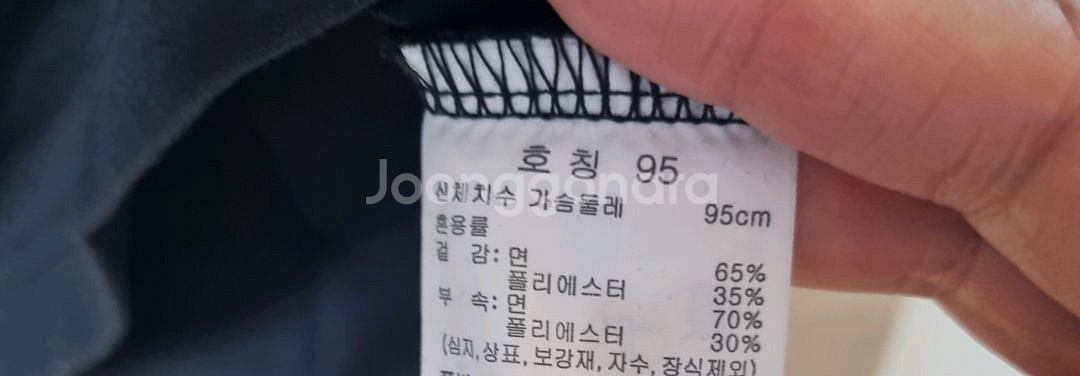 호 칭 95
Joonggonara
신체치수 가슴둘레 95cm
혼용률
겉 감: 면 65%
폴리에스터 35%
부 속: 면 70%
폴리에스터 30%
(심지,상표,보강재,자수,장식제외)